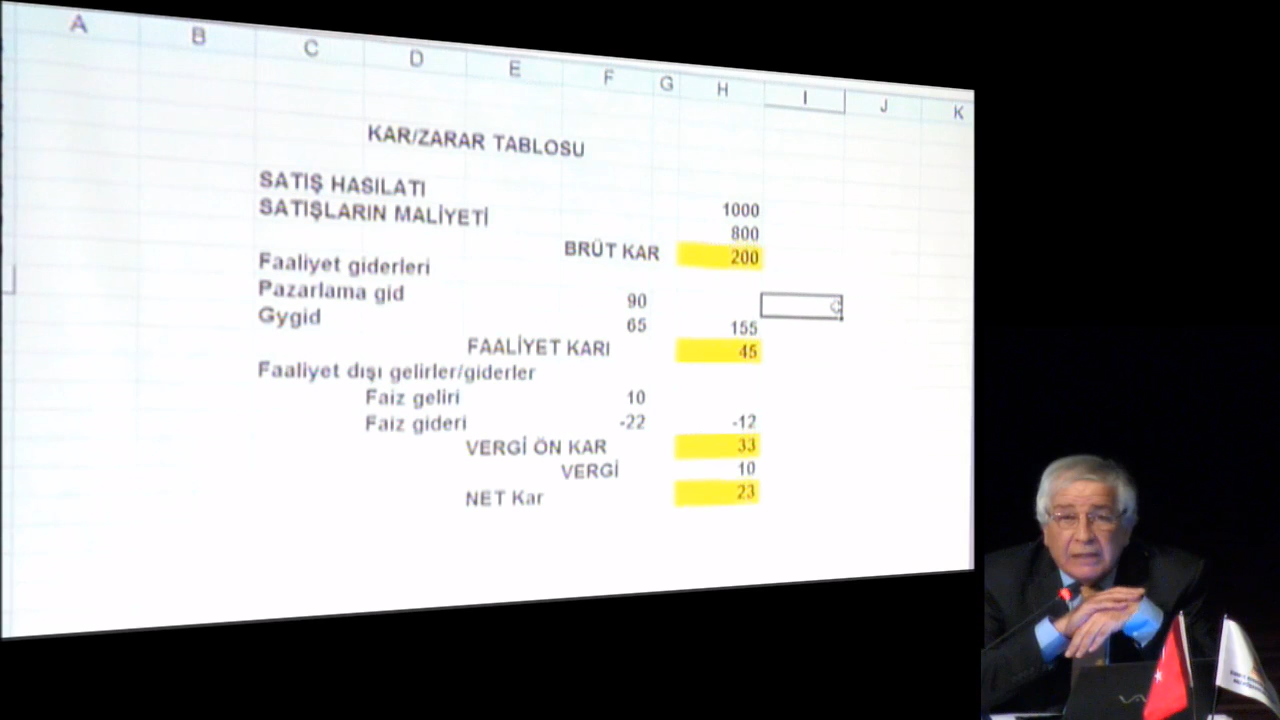 A B C D E F G H I J K
KAR/ZARAR TABLOSU
SATIŞ HASILATI 1000
SATIŞLARIN MALİYETİ 800
BRÜT KAR 200
Faaliyet giderleri
Pazarlama gid 90
Gygid 65 155
FAALİYET KARI 45
Faaliyet dışı gelirler/giderler
Faiz geliri 10
Faiz gideri -22 -12
VERGİ ÖN KAR 33
VERGİ 10
NET Kar 23